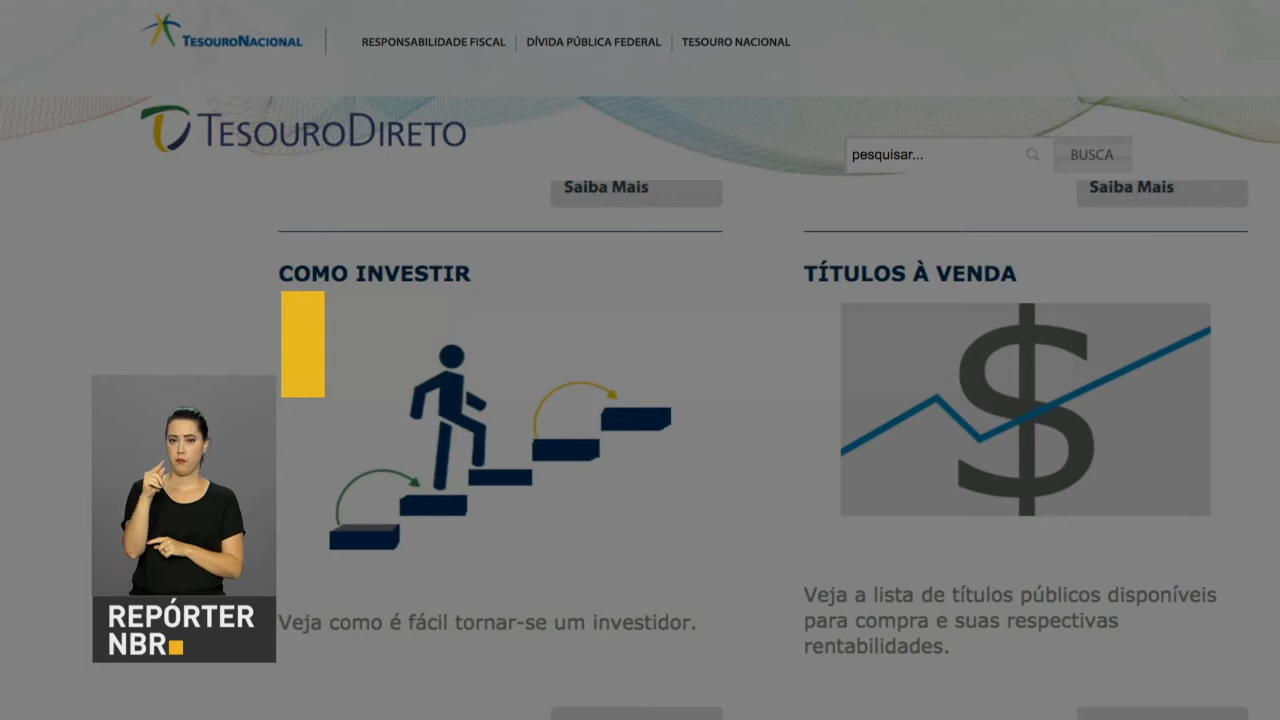 TESOURONACIONAL
RESPONSABILIDADE FISCAL
DÍVIDA PÚBLICA FEDERAL
TESOURO NACIONAL
TESOURODIRETO
pesquisar...
BUSCA
Saiba Mais
Saiba Mais
COMO INVESTIR
TÍTULOS À VENDA
Veja como é fácil tornar-se um investidor.
Veja a lista de títulos públicos disponíveis
para compra e suas respectivas
rentabilidades.
REPÓRTER
NBR